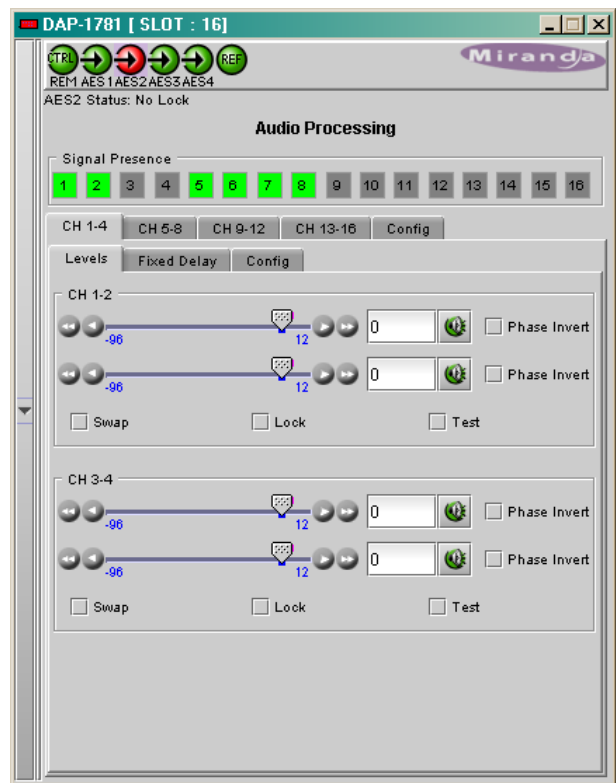 DAP-1781 [ SLOT : 16]
CTRL REF Miranda
REM AES1 AES2 AES3 AES4
AES2 Status: No Lock
Audio Processing
Signal Presence
1 2 3 4 5 6 7 8 9 10 11 12 13 14 15 16
CH 1-4 CH 5-8 CH 9-12 CH 13-16 Config
Levels Fixed Delay Config
CH 1-2
-96 12 0 Phase Invert
-96 12 0 Phase Invert
Swap Lock Test
CH 3-4
-96 12 0 Phase Invert
-96 12 0 Phase Invert
Swap Lock Test